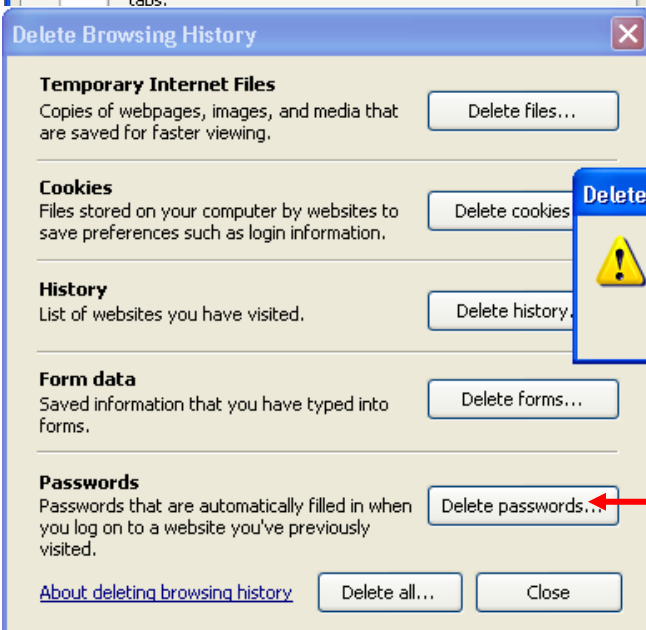 tabs.
Delete Browsing History
Temporary Internet Files
Copies of webpages, images, and media that
are saved for faster viewing.
Delete files...
Cookies
Files stored on your computer by websites to
save preferences such as login information.
Delete cookies
Delete
History
List of websites you have visited.
Delete history.
Form data
Saved information that you have typed into
forms.
Delete forms...
Passwords
Passwords that are automatically filled in when
you log on to a website you've previously
visited.
Delete passwords...
About deleting browsing history
Delete all...
Close